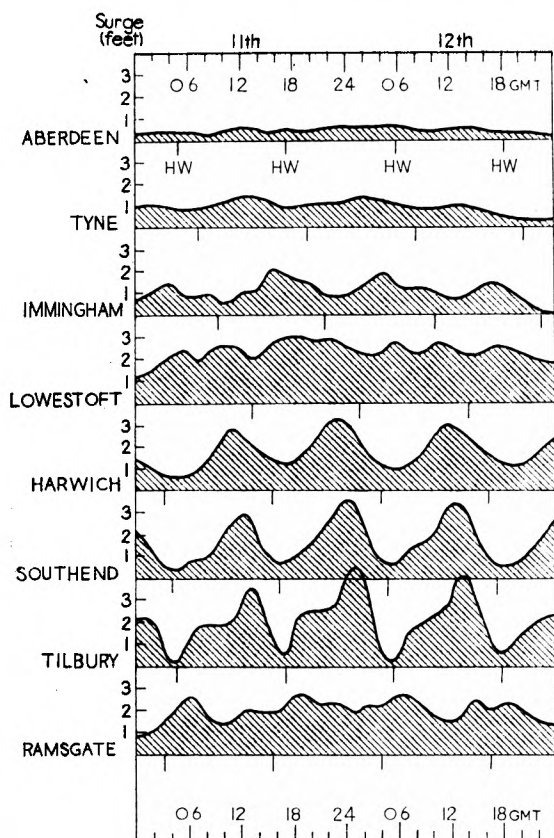 Surge
(feet)
11th
12th
06 12 18 24 06 12 18 GMT
3
2
1
ABERDEEN
HW HW HW HW
3
2
1
TYNE
3
2
1
IMMINGHAM
3
2
1
LOWESTOFT
3
2
1
HARWICH
3
2
1
SOUTHEND
3
2
1
TILBURY
3
2
1
RAMSGATE
06 12 18 24 06 12 18 GMT